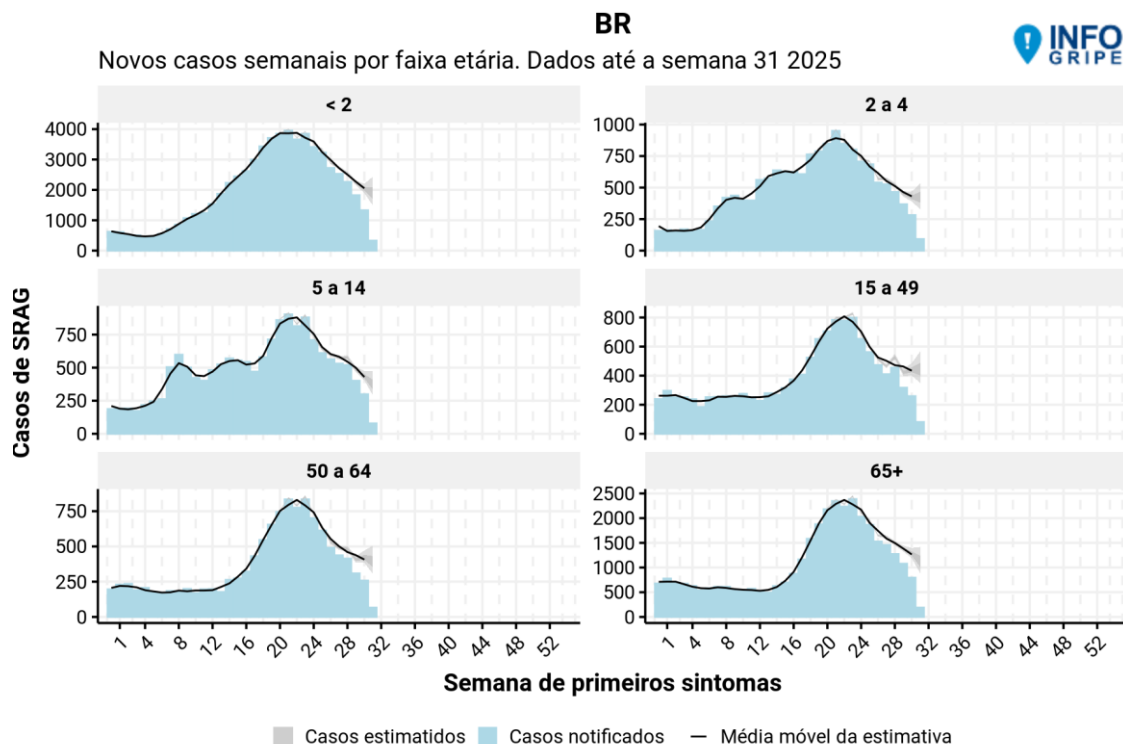 BR
INFO
GRIPE
Novos casos semanais por faixa etária. Dados até a semana 31 2025
Casos de SRAG
< 2
4000
3000
2000
1000
0
2 a 4
1000
750
500
250
0
5 a 14
750
500
250
0
15 a 49
800
600
400
200
0
50 a 64
750
500
250
0
65+
2500
2000
1500
1000
500
0
1 4 8 12 16 20 24 28 32 36 40 44 48 52
1 4 8 12 16 20 24 28 32 36 40 44 48 52
Semana de primeiros sintomas
Casos estimatidos Casos notificados Média móvel da estimativa